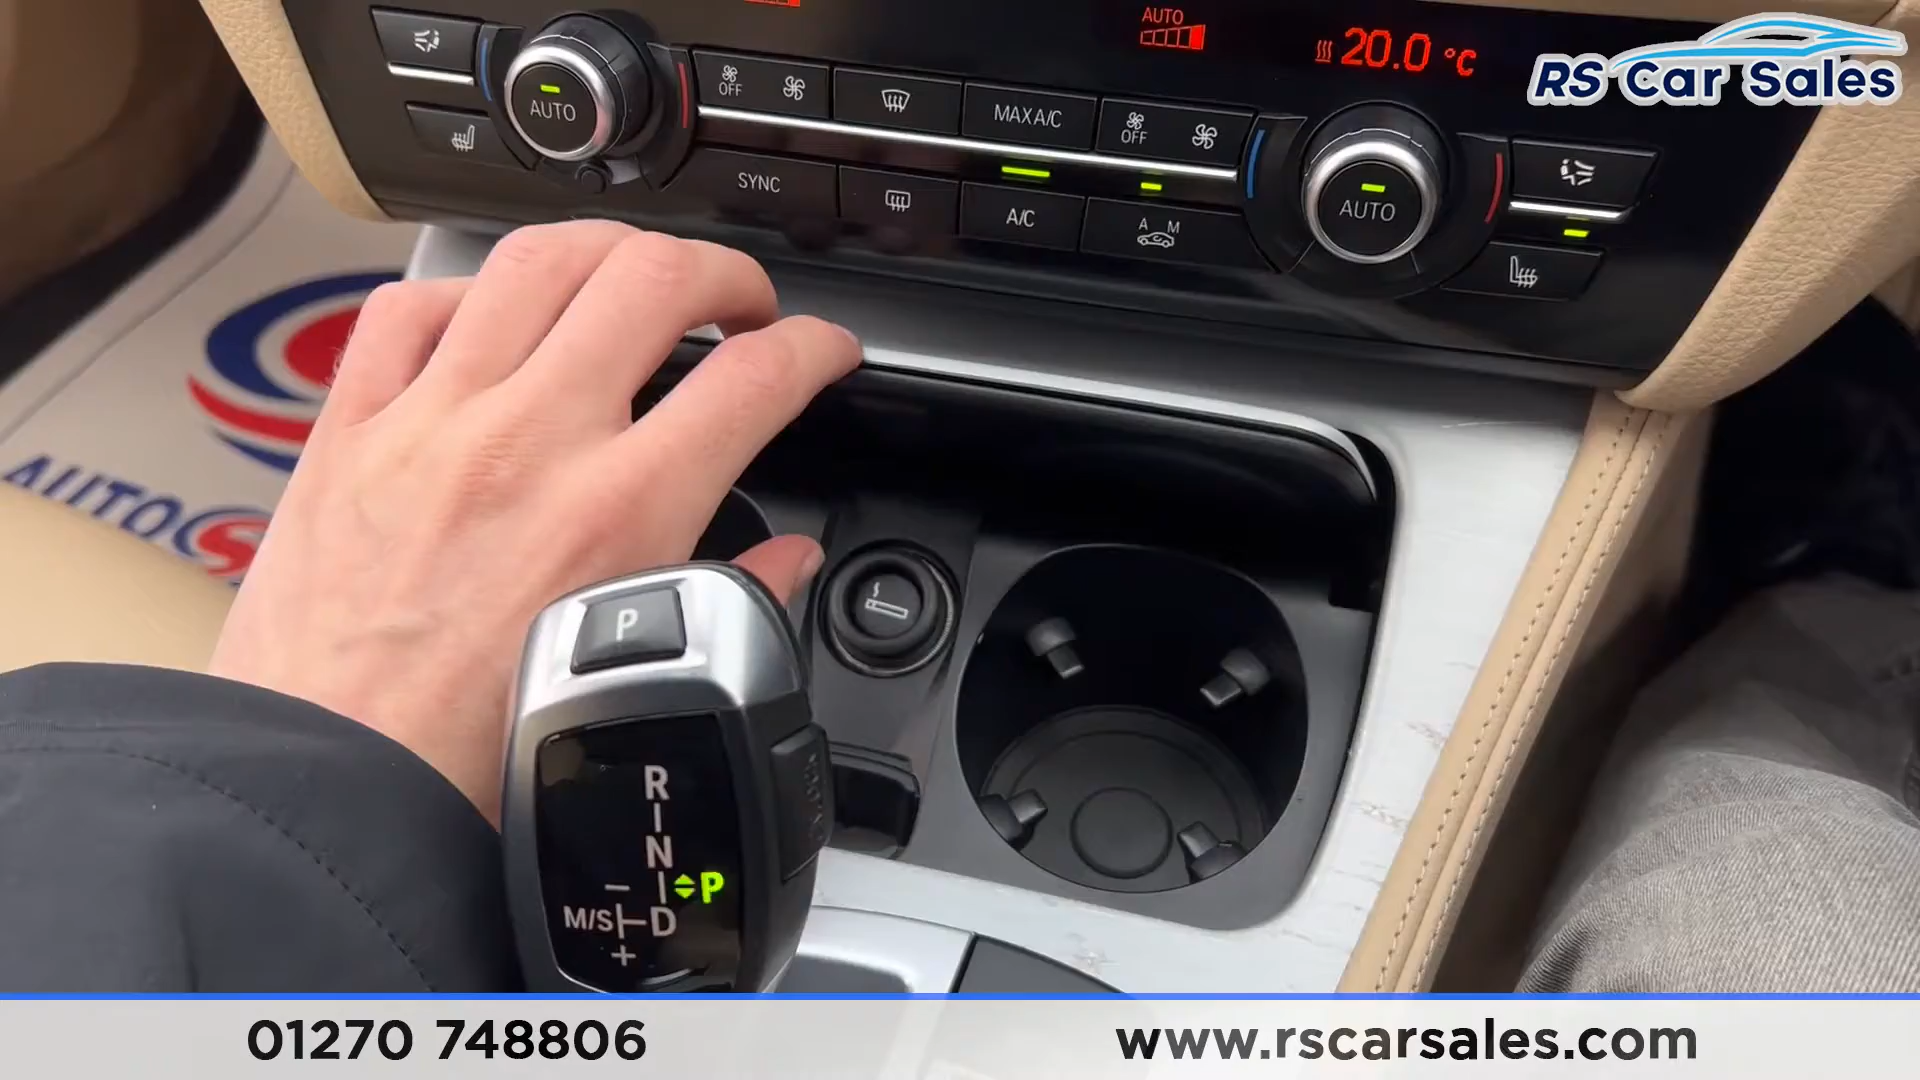 AUTO
20.0 °C
RS Car Sales
AUTO
OFF
MAX A/C
OFF
AUTO
SYNC
A/C
A M
AUTO
P
R
N
P
M/S
D
−
+
01270 748806
www.rscarsales.com